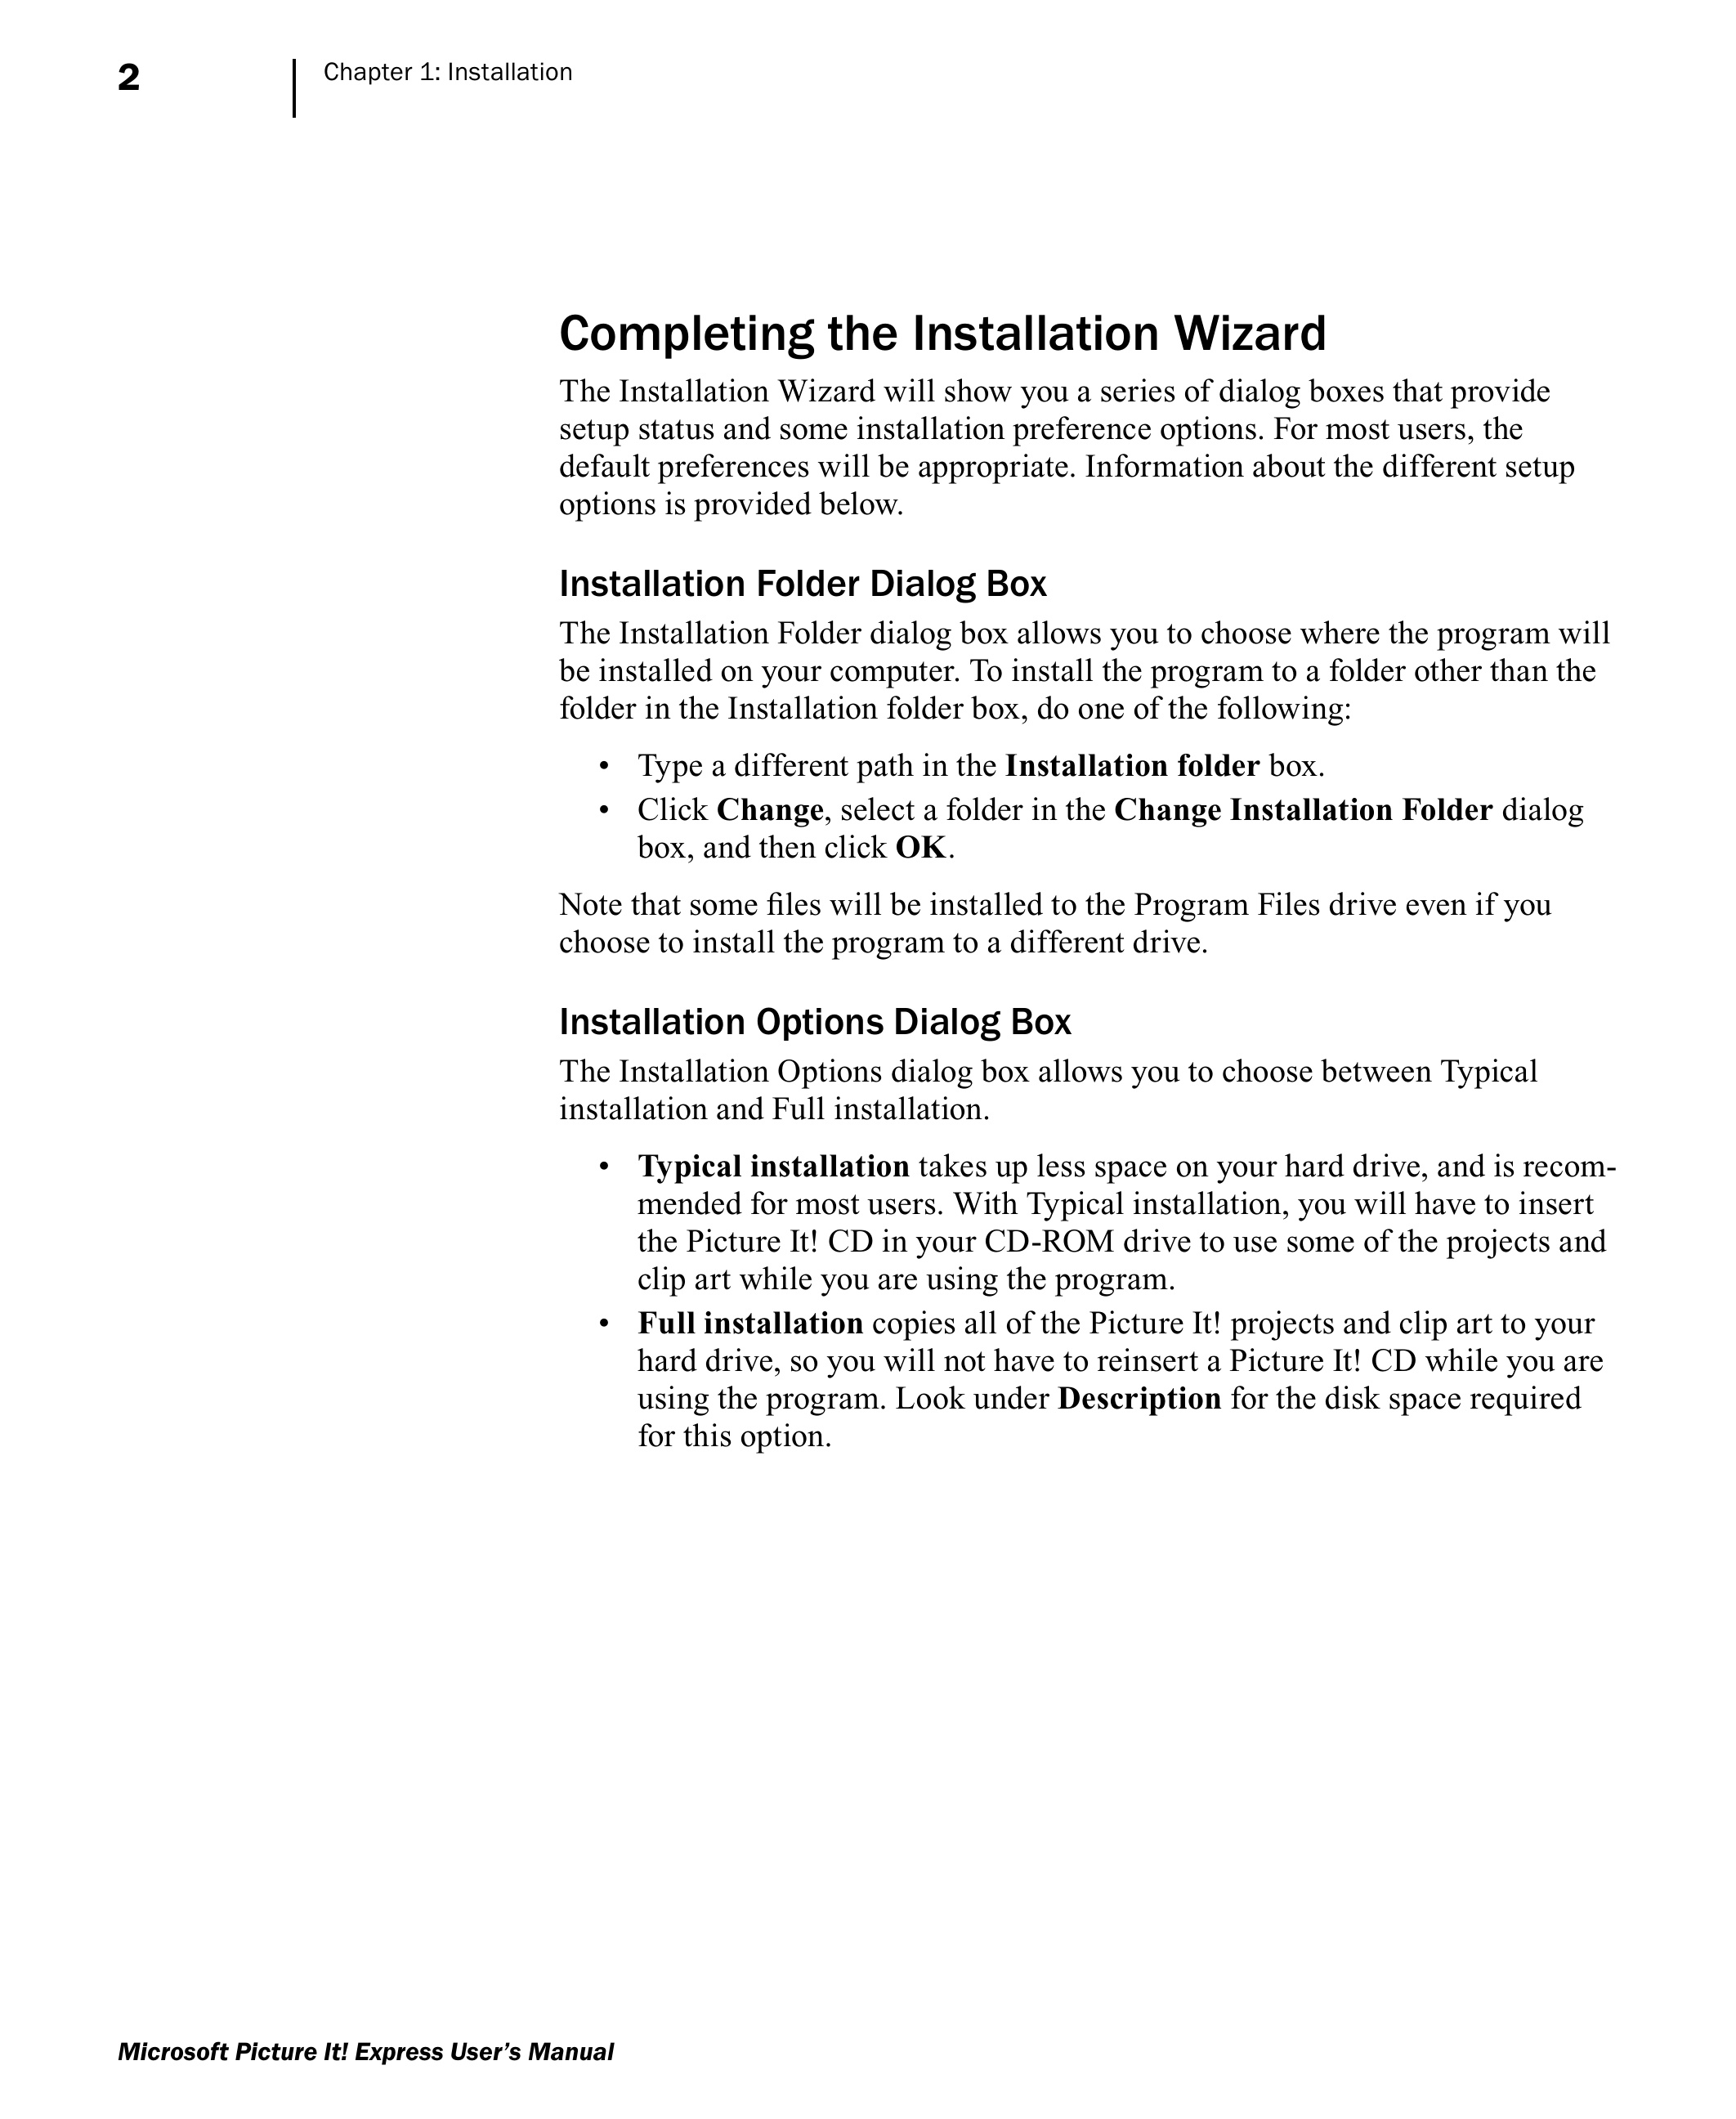 2
Chapter 1: Installation
Completing the Installation Wizard
The Installation Wizard will show you a series of dialog boxes that provide
setup status and some installation preference options. For most users, the
default preferences will be appropriate. Information about the different setup
options is provided below.
Installation Folder Dialog Box
The Installation Folder dialog box allows you to choose where the program will
be installed on your computer. To install the program to a folder other than the
folder in the Installation folder box, do one of the following:
• Type a different path in the Installation folder box.
• Click Change, select a folder in the Change Installation Folder dialog
box, and then click OK.
Note that some files will be installed to the Program Files drive even if you
choose to install the program to a different drive.
Installation Options Dialog Box
The Installation Options dialog box allows you to choose between Typical
installation and Full installation.
• Typical installation takes up less space on your hard drive, and is recom-
mended for most users. With Typical installation, you will have to insert
the Picture It! CD in your CD-ROM drive to use some of the projects and
clip art while you are using the program.
• Full installation copies all of the Picture It! projects and clip art to your
hard drive, so you will not have to reinsert a Picture It! CD while you are
using the program. Look under Description for the disk space required
for this option.
Microsoft Picture It! Express User’s Manual